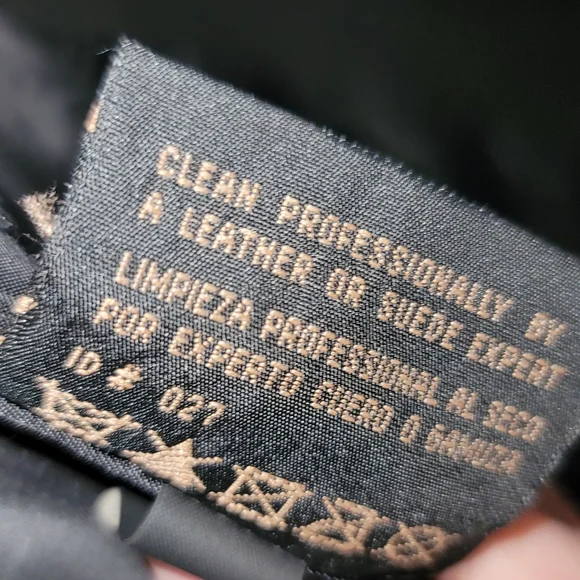 CLEAN PROFESSIONALLY BY
A LEATHER OR SUEDE EXPERT
LIMPIEZA PROFESSIONAL AL SECO
POR EXPERTO CUERO O GAMUZA
ID # 027